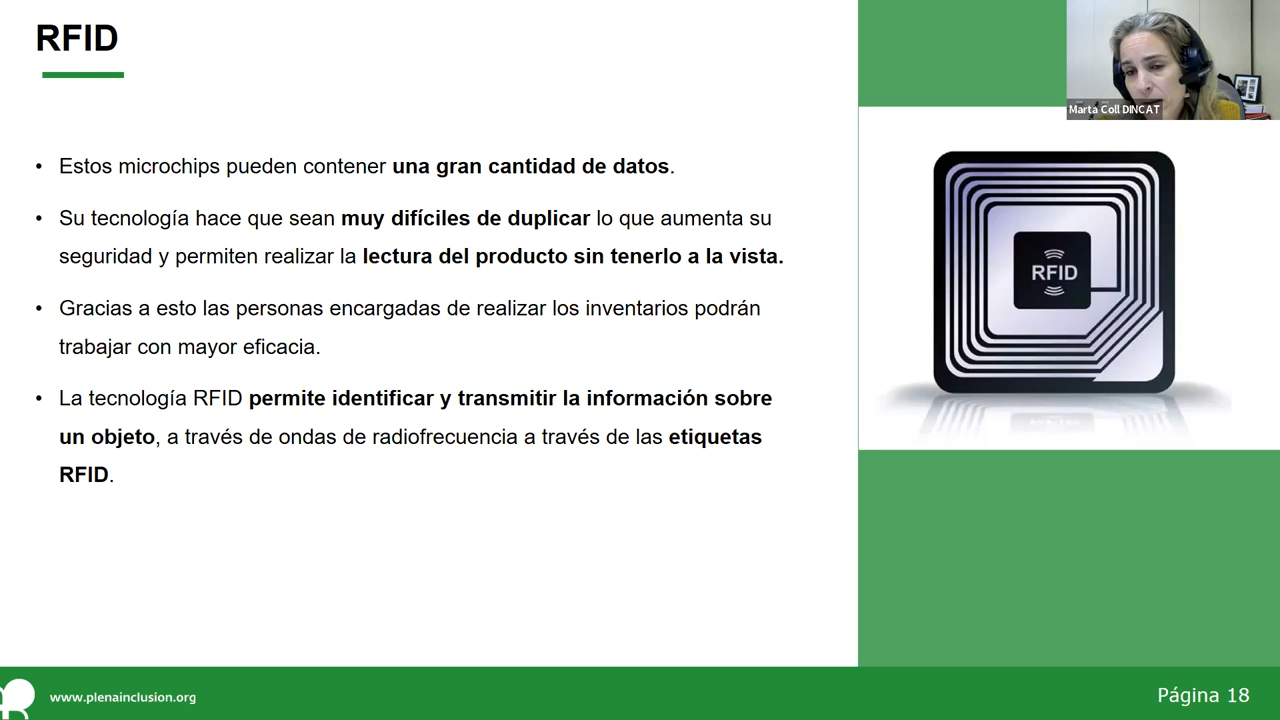 RFID
Marta Coll DINCAT
• Estos microchips pueden contener una gran cantidad de datos.
• Su tecnología hace que sean muy difíciles de duplicar lo que aumenta su
seguridad y permiten realizar la lectura del producto sin tenerlo a la vista.
• Gracias a esto las personas encargadas de realizar los inventarios podrán
trabajar con mayor eficacia.
• La tecnología RFID permite identificar y transmitir la información sobre
un objeto, a través de ondas de radiofrecuencia a través de las etiquetas
RFID.
RFID
www.plenainclusion.org
Página 18